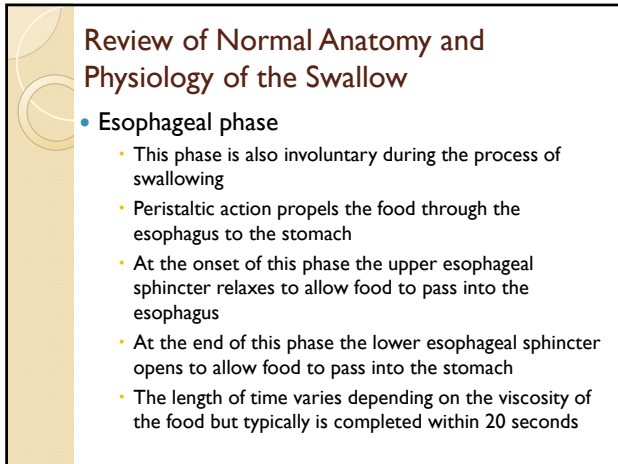 Review of Normal Anatomy and
Physiology of the Swallow
• Esophageal phase
• This phase is also involuntary during the process of
swallowing
• Peristaltic action propels the food through the
esophagus to the stomach
• At the onset of this phase the upper esophageal
sphincter relaxes to allow food to pass into the
esophagus
• At the end of this phase the lower esophageal sphincter
opens to allow food to pass into the stomach
• The length of time varies depending on the viscosity of
the food but typically is completed within 20 seconds